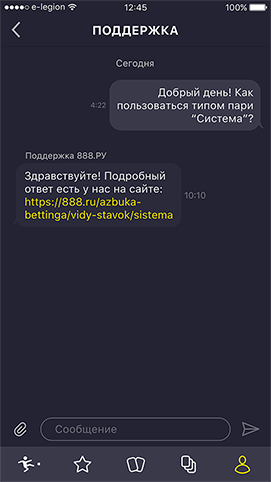 e-legion 12:45 100%
ПОДДЕРЖКА
Сегодня
Добрый день! Как
пользоваться типом пари
“Система”?
4:22
Поддержка 888.РУ
Здравствуйте! Подробный
ответ есть у нас на сайте:
https://888.ru/azbuka-
bettinga/vidy-stavok/sistema
10:10
Сообщение